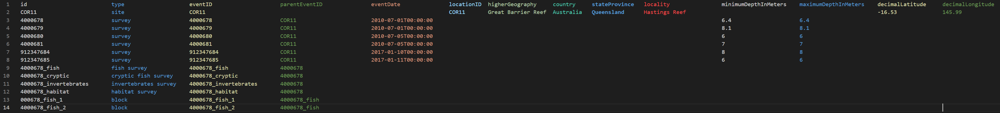 1 id type eventID parentEventID eventDate locationID higherGeography country stateProvince locality minimumDepthInMeters maximumDepthInMeters decimalLatitude decimalLongitude
2 COR11 site COR11 COR11 Great Barrier Reef Australia Queensland Hastings Reef -16.53 145.99
3 4000678 survey 4000678 COR11 2010-07-01T00:00:00 6.4 6.4
4 4000679 survey 4000679 COR11 2010-07-01T00:00:00 8.1 8.1
5 4000680 survey 4000680 COR11 2010-07-05T00:00:00 6 6
6 4000681 survey 4000681 COR11 2010-07-05T00:00:00 7 7
7 912347684 survey 912347684 COR11 2017-01-10T00:00:00 8 8
8 912347685 survey 912347685 COR11 2017-01-11T00:00:00 6 6
9 4000678_fish fish survey 4000678_fish 4000678
10 4000678_cryptic cryptic fish survey 4000678_cryptic 4000678
11 4000678_invertebrates invertebrates survey 4000678_invertebrates 4000678
12 4000678_habitat habitat survey 4000678_habitat 4000678
13 000678_fish_1 block 4000678_fish_1 4000678_fish
14 4000678_fish_2 block 4000678_fish_2 4000678_fish